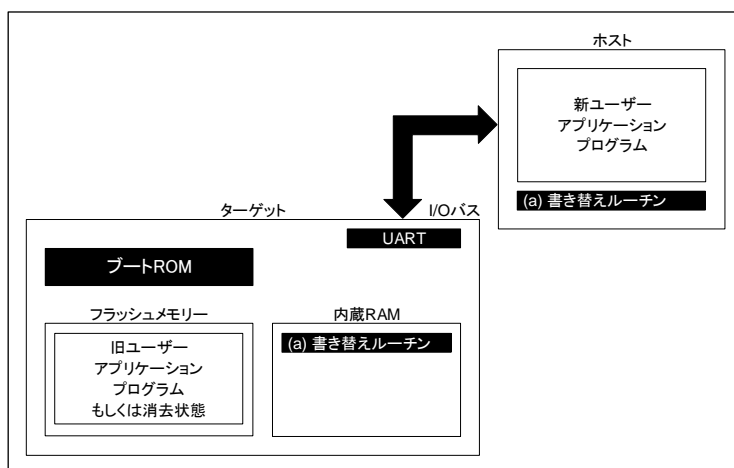 ホスト
新ユーザー
アプリケーション
プログラム
(a) 書き替えルーチン
ターゲット
I/Oバス
UART
ブートROM
フラッシュメモリー
旧ユーザー
アプリケーション
プログラム
もしくは消去状態
内蔵RAM
(a) 書き替えルーチン